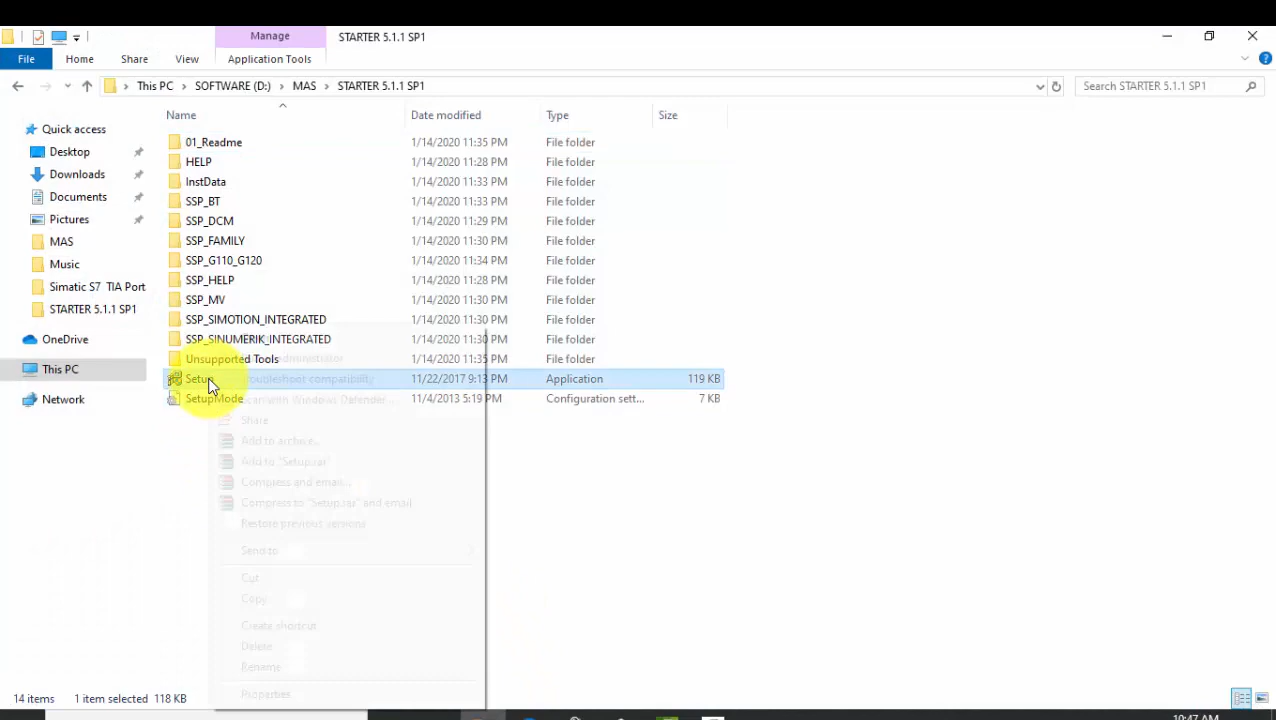 Manage
STARTER 5.1.1 SP1
File
Home
Share
View
Application Tools
This PC
SOFTWARE (D:)
MAS
STARTER 5.1.1 SP1
Search STARTER 5.1.1 SP1
Name
Date modified
Type
Size
Quick access
Desktop
Downloads
Documents
Pictures
MAS
Music
Simatic S7 TIA Port
STARTER 5.1.1 SP1
OneDrive
This PC
Network
01_Readme 1/14/2020 11:35 PM File folder
HELP 1/14/2020 11:28 PM File folder
InstData 1/14/2020 11:33 PM File folder
SSP_BT 1/14/2020 11:33 PM File folder
SSP_DCM 1/14/2020 11:29 PM File folder
SSP_FAMILY 1/14/2020 11:30 PM File folder
SSP_G110_G120 1/14/2020 11:34 PM File folder
SSP_HELP 1/14/2020 11:28 PM File folder
SSP_MV 1/14/2020 11:30 PM File folder
SSP_SIMOTION_INTEGRATED 1/14/2020 11:30 PM File folder
SSP_SINUMERIK_INTEGRATED 1/14/2020 11:30 PM File folder
Unsupported Tools 1/14/2020 11:35 PM File folder
Setup 11/22/2017 9:13 PM Application 119 KB
SetupMode 11/4/2013 5:19 PM Configuration sett... 7 KB
administrator
Troubleshoot compatibility
Scan with Windows Defender...
Share
Add to archive...
Add to "Setup.rar"
Compress and email...
Compress to "Setup.rar" and email
Restore previous versions
Send to
Cut
Copy
Create shortcut
Delete
Rename
Properties
14 items
1 item selected 118 KB
10:47 AM